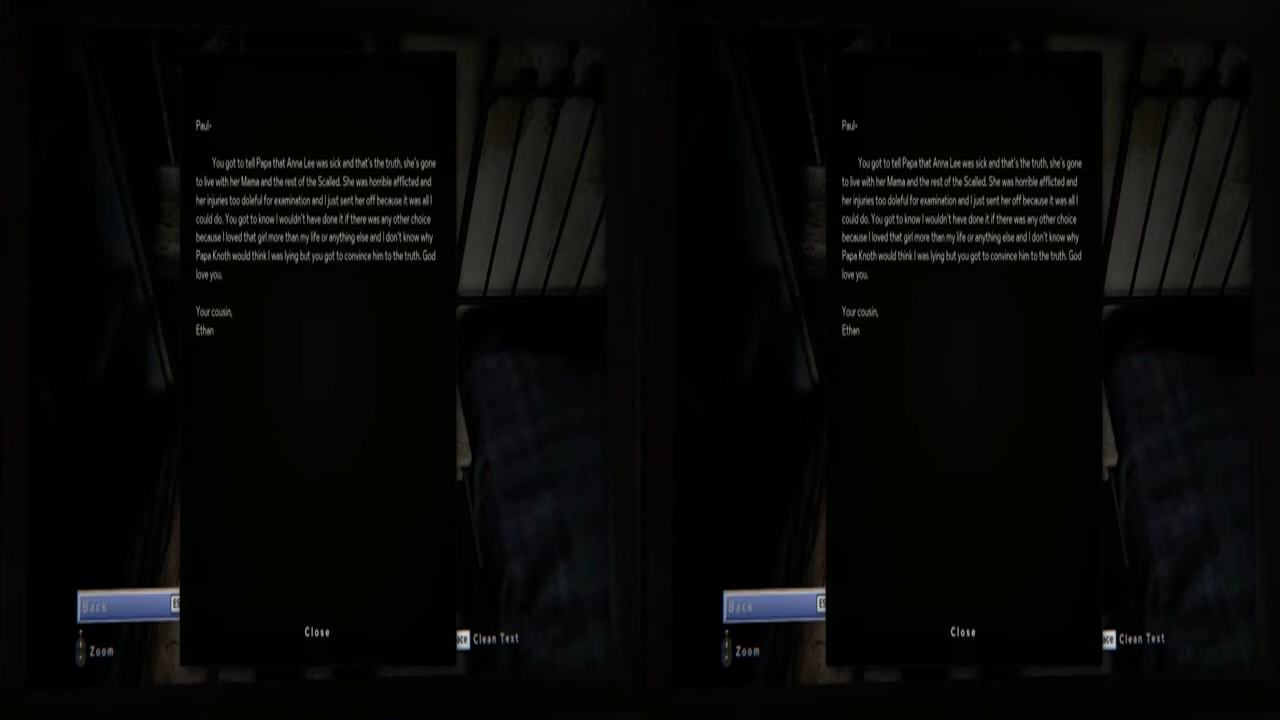 Paul-
You got to tell Papa that Anna Lee was sick and that's the truth, she's gone
to live with her Mama and the rest of the Scalled. She was horrible afflicted and
her injuries too doleful for examination and I just sent her off because it was all I
could do. You got to know I wouldn't have done it if there was any other choice
because I loved that girl more than my life or anything else and I don't know why
Papa Knoth would think I was lying but you got to convince him to the truth. God
love you.
Your cousin,
Ethan
Back
Close
Clean Text
Zoom
Paul-
You got to tell Papa that Anna Lee was sick and that's the truth, she's gone
to live with her Mama and the rest of the Scalled. She was horrible afflicted and
her injuries too doleful for examination and I just sent her off because it was all I
could do. You got to know I wouldn't have done it if there was any other choice
because I loved that girl more than my life or anything else and I don't know why
Papa Knoth would think I was lying but you got to convince him to the truth. God
love you.
Your cousin,
Ethan
Back
Close
Clean Text
Zoom